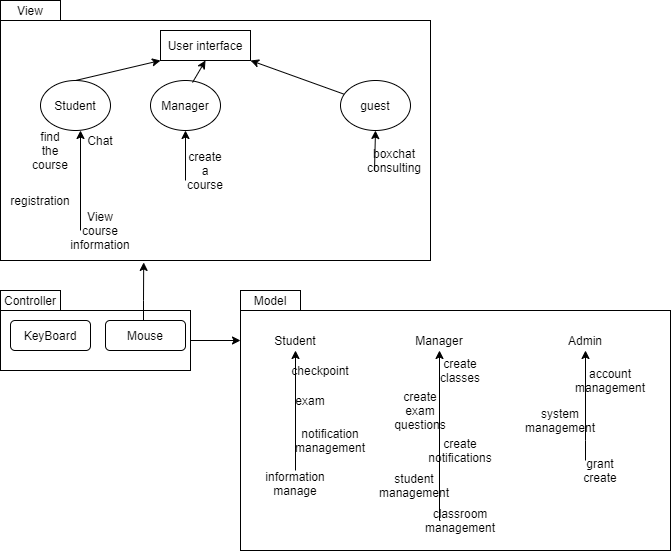 View
User interface
Student
Manager
guest
find
the
course
Chat
create
a
course
boxchat
consulting
registration
View
course
information
Controller
KeyBoard
Mouse
Model
Student
Manager
Admin
checkpoint
exam
notification
management
information
manage
create
classes
create
exam
questions
create
notifications
student
management
classroom
management
account
management
system
management
grant
create